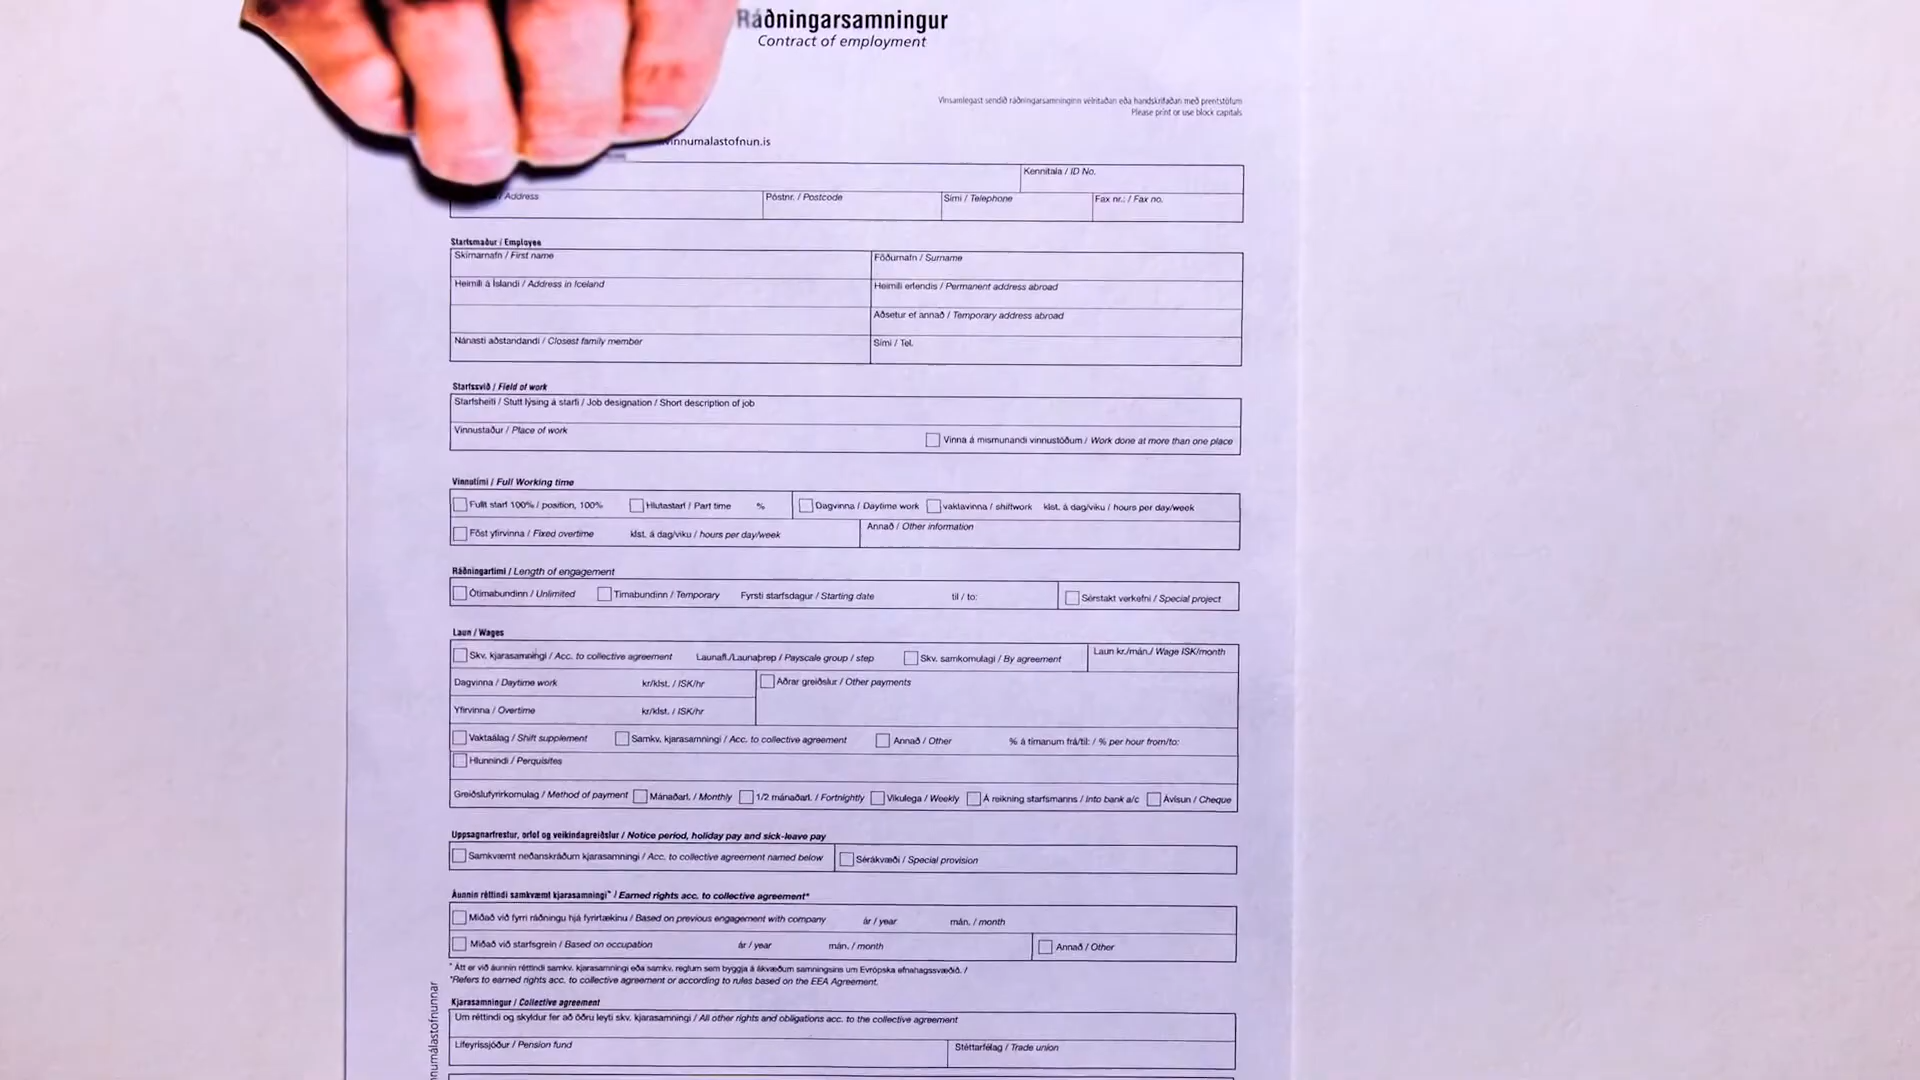 Ráðningarsamningur
Contract of employment
Vinsamlegast sendið ráðningarsamninginn vélritaðan eða handskrifaðan með prentstöfum
Please print or use block capitals
innumalastofnun.is
Kennitala / ID No.
Address
Póstnr. / Postcode
Sími / Telephone
Fax nr.: / Fax no.
Starfsmaður / Employee
Skírnarnafn / First name
Föðurnafn / Surname
Heimili á Íslandi / Address in Iceland
Heimili erlendis / Permanent address abroad
Aðsetur ef annað / Temporary address abroad
Nánasti aðstandandi / Closest family member
Sími / Tel.
Starfssvið / Field of work
Starfsheiti / Stutt lýsing á starfi / Job designation / Short description of job
Vinnustaður / Place of work
Vinna á mismunandi vinnustöðum / Work done at more than one place
Vinnutími / Full Working time
Fullt starf 100% / position, 100%
Hlutastarf / Part time %
Dagvinna / Daytime work
vaktavinna / shiftwork
klst. á dag/viku / hours per day/week
Föst yfirvinna / Fixed overtime
klst. á dag/viku / hours per day/week
Annað / Other information
Ráðningartími / Length of engagement
Ótímabundinn / Unlimited
Tímabundinn / Temporary
Fyrsti starfsdagur / Starting date
til / to:
Sérstakt verkefni / Special project
Laun / Wages
Skv. kjarasamningi / Acc. to collective agreement
Launafl./Launaþrep / Payscale group / step
Skv. samkomulagi / By agreement
Laun kr./mán./ Wage ISK/month
Dagvinna / Daytime work
kr/klst. / ISK/hr
Aðrar greiðslur / Other payments
Yfirvinna / Overtime
kr/klst. / ISK/hr
Vaktaálag / Shift supplement
Samkv. kjarasamningi / Acc. to collective agreement
Annað / Other
% á tímanum frá/til: / % per hour from/to:
Hlunnindi / Perquisites
Greiðslufyrirkomulag / Method of payment
Mánaðarl. / Monthly
1/2 mánaðarl. / Fortnightly
Vikulega / Weekly
Á reikning starfsmanns / Into bank a/c
Ávísun / Cheque
Uppsagnarfrestur, orlof og veikindagreiðslur / Notice period, holiday pay and sick-leave pay
Samkvæmt neðanskráðum kjarasamningi / Acc. to collective agreement named below
Sérákvæði / Special provision
Áunnin réttindi samkvæmt kjarasamningi* / Earned rights acc. to collective agreement*
Miðað við fyrri ráðningu hjá fyrirtækinu / Based on previous engagement with company
ár / year
mán. / month
Miðað við starfsgrein / Based on occupation
ár / year
mán. / month
Annað / Other
* Átt er við áunnin réttindi samkv. kjarasamningi eða samkv. reglum sem byggja á ákvæðum samningsins um Evrópska efnahagssvæðið. /
*Refers to earned rights acc. to collective agreement or according to rules based on the EEA Agreement.
Kjarasamningur / Collective agreement
Um réttindi og skyldur fer að öðru leyti skv. kjarasamningi / All other rights and obligations acc. to the collective agreement
Lífeyrissjóður / Pension fund
Stéttarfélag / Trade union
nnumálastofnunnar